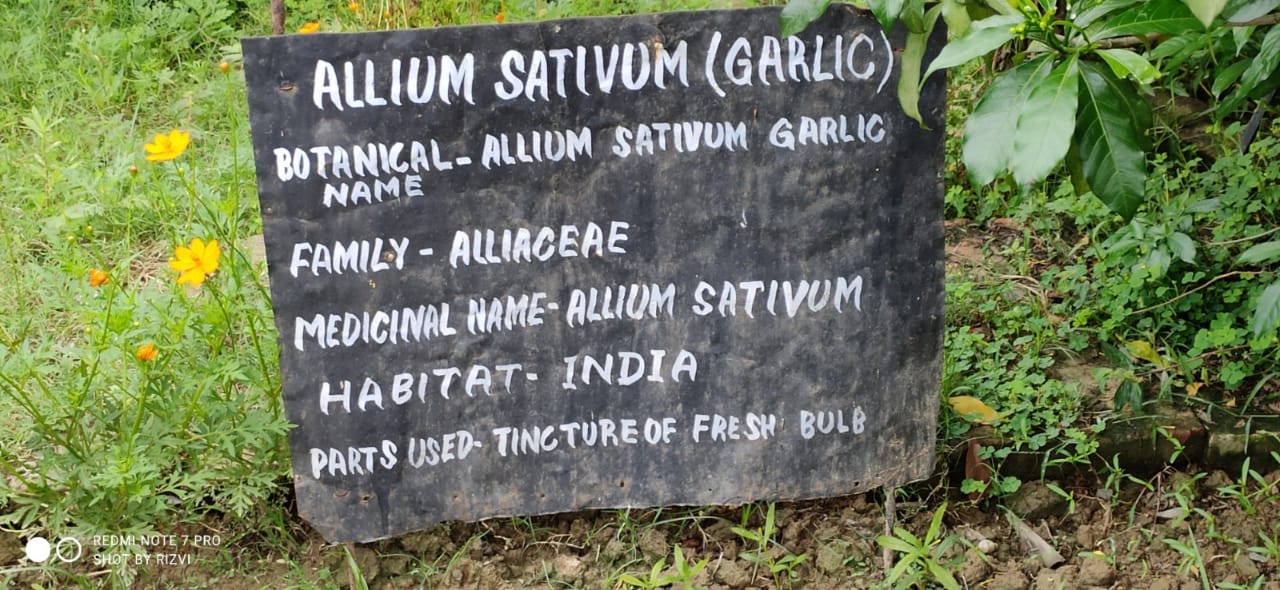 ALLIUM SATIVUM (GARLIC)
BOTANICAL- ALLIUM SATIVUM GARLIC
NAME
FAMILY - ALLIACEAE
MEDICINAL NAME- ALLIUM SATIVUM
HABITAT- INDIA
PARTS USED- TINCTURE OF FRESH BULB
REDMI NOTE 7 PRO
SHOT BY RIZVI